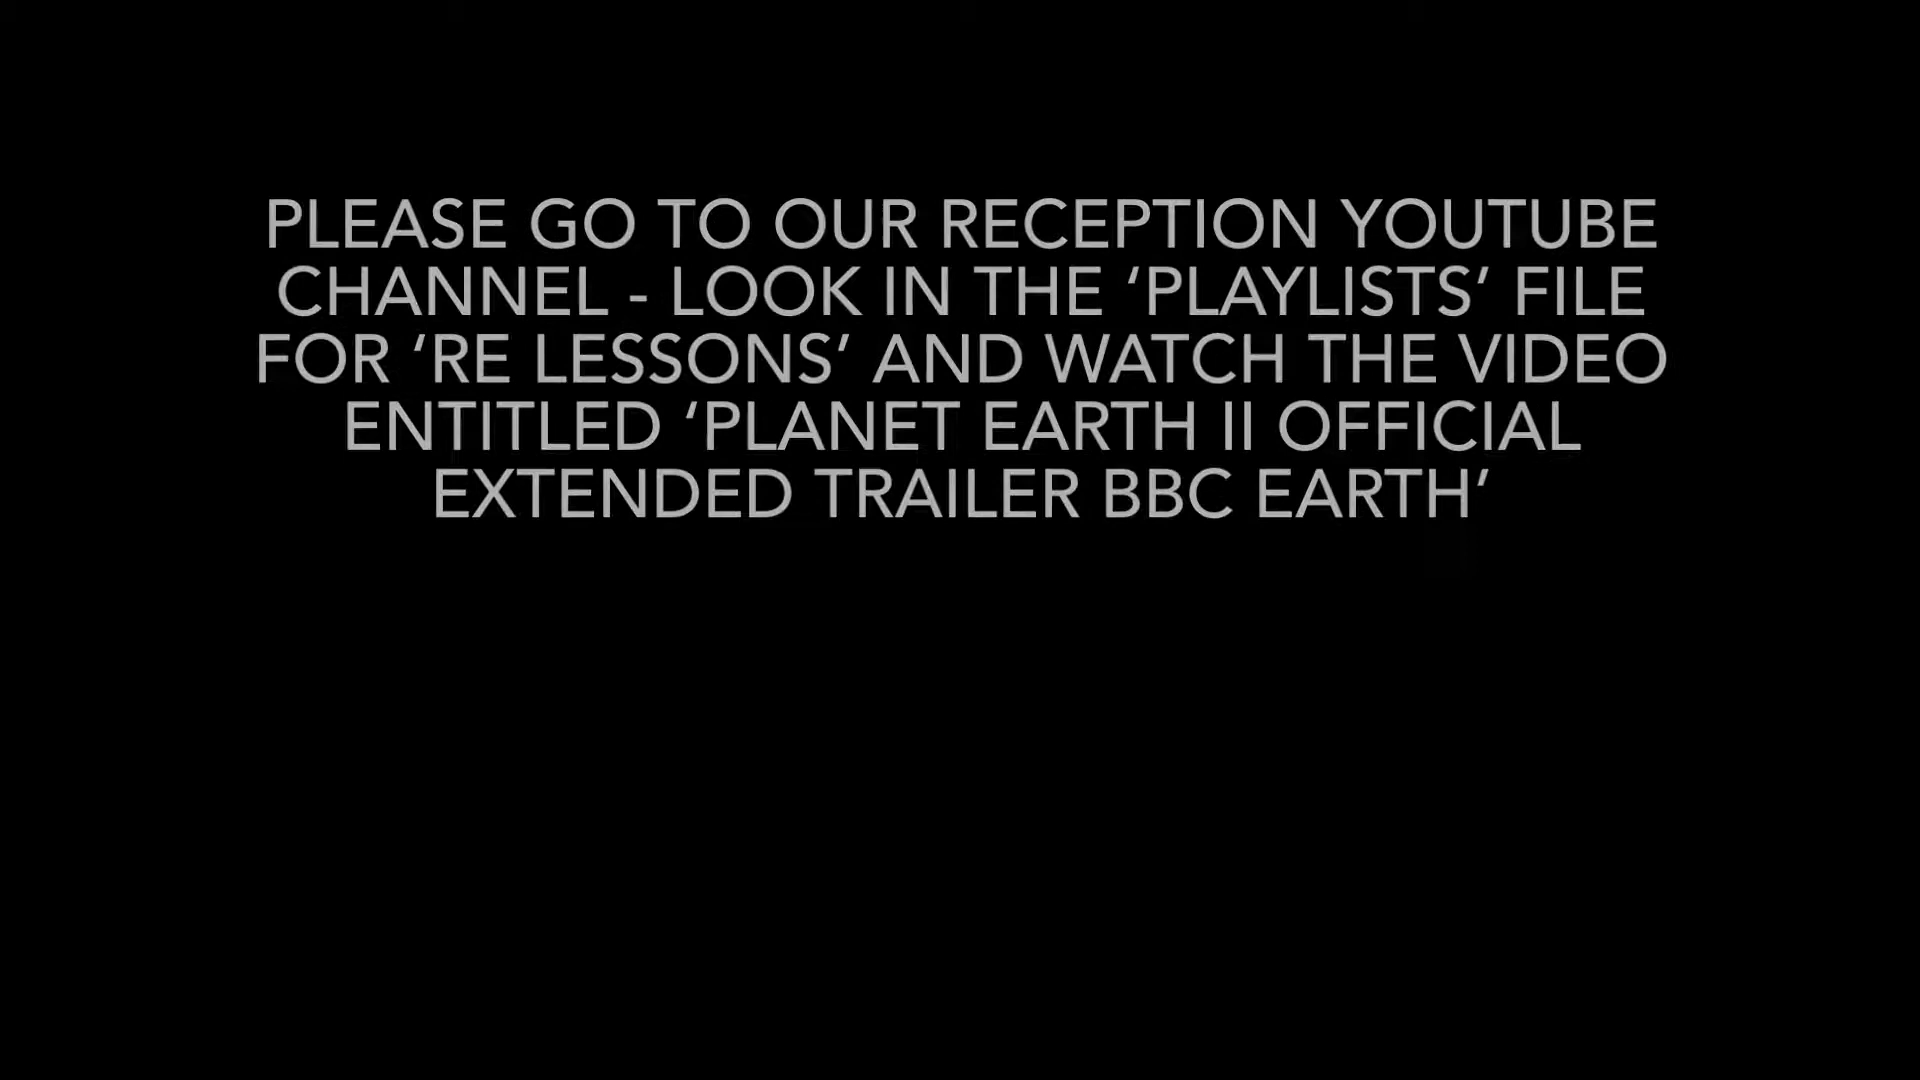 PLEASE GO TO OUR RECEPTION YOUTUBE
CHANNEL - LOOK IN THE ‘PLAYLISTS’ FILE
FOR ‘RE LESSONS’ AND WATCH THE VIDEO
ENTITLED ‘PLANET EARTH II OFFICIAL
EXTENDED TRAILER BBC EARTH’